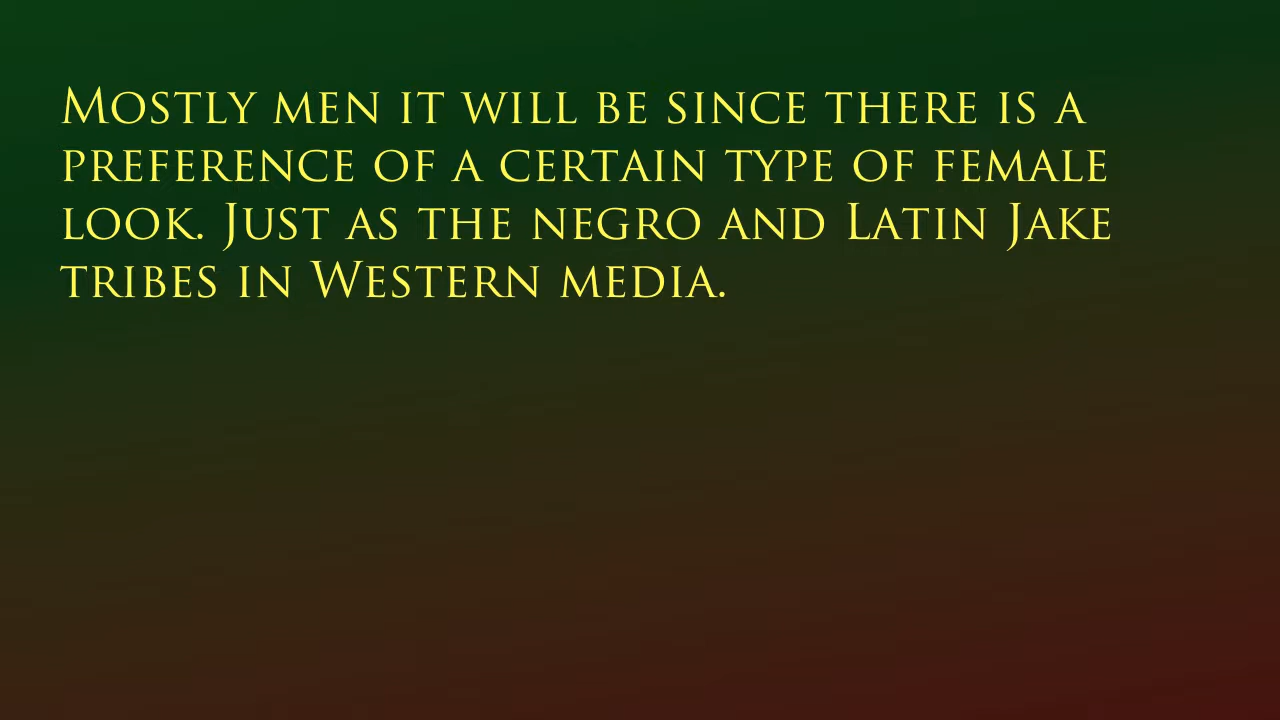 Mostly men it will be since there is a
preference of a certain type of female
look. Just as the negro and Latin Jake
tribes in Western media.